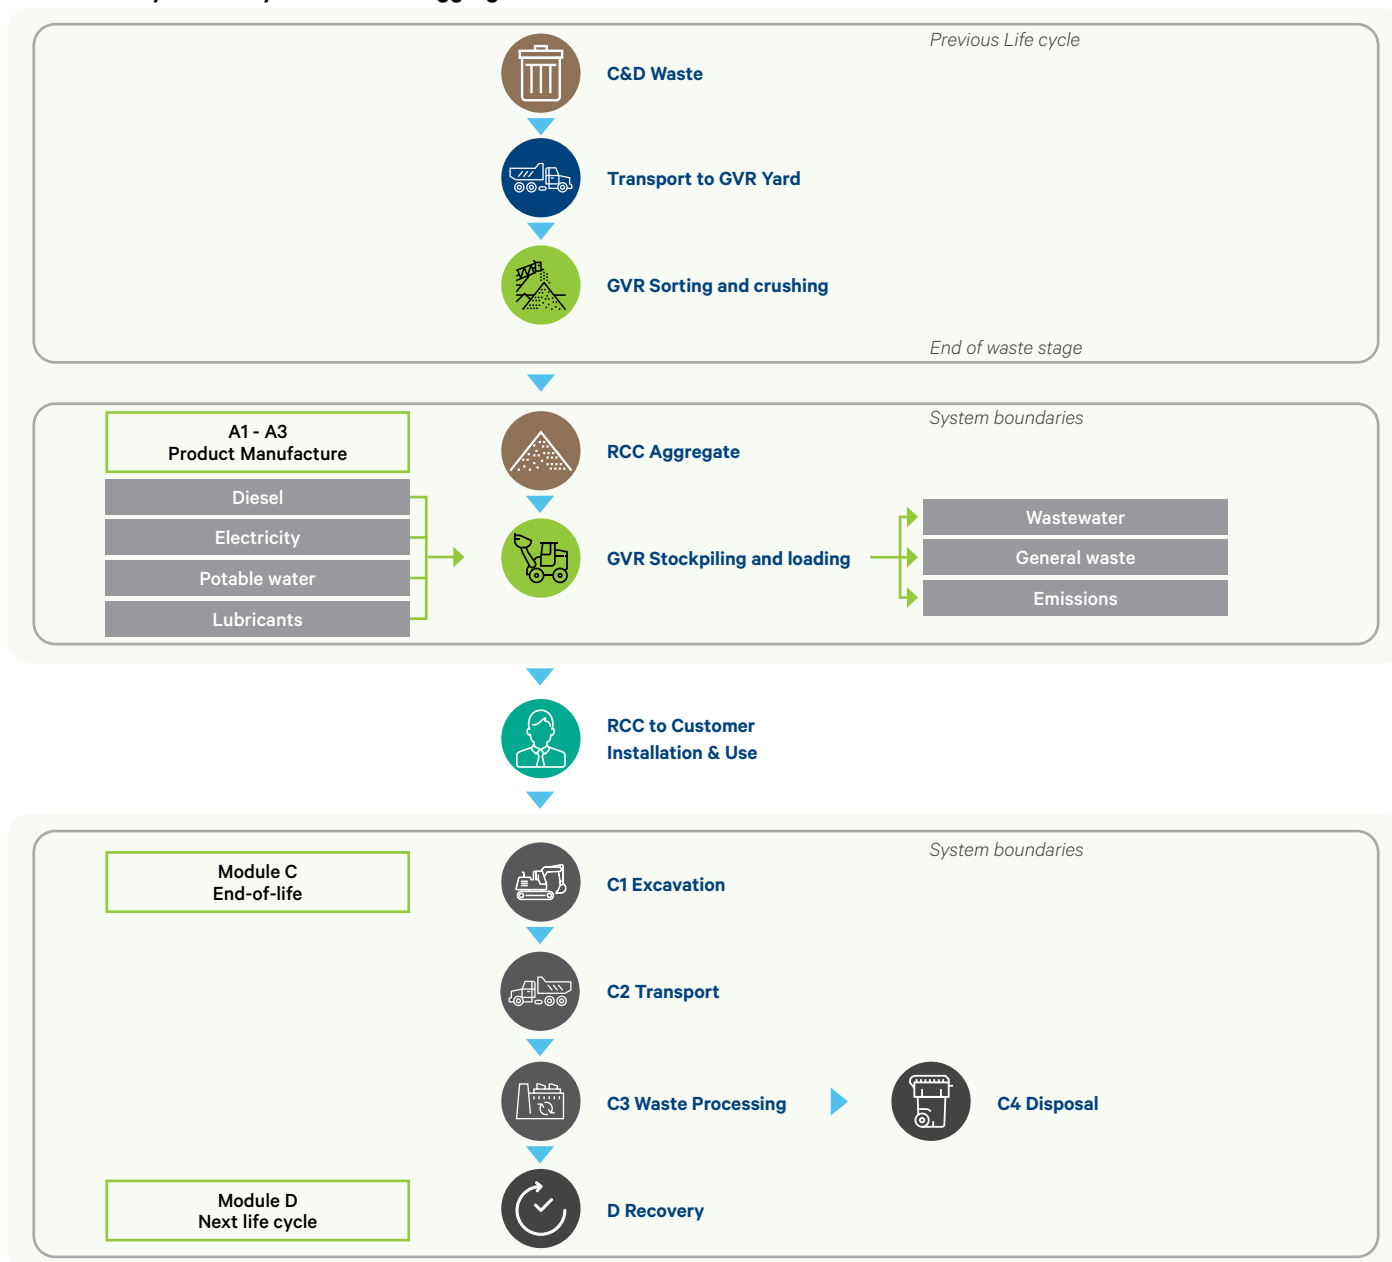 Previous Life cycle
C&D Waste
Transport to GVR Yard
GVR Sorting and crushing
End of waste stage
A1 - A3
Product Manufacture
System boundaries
RCC Aggregate
Diesel
Electricity
Potable water
Lubricants
GVR Stockpiling and loading
Wastewater
General waste
Emissions
RCC to Customer
Installation & Use
Module C
End-of-life
System boundaries
C1 Excavation
C2 Transport
C3 Waste Processing
C4 Disposal
Module D
Next life cycle
D Recovery